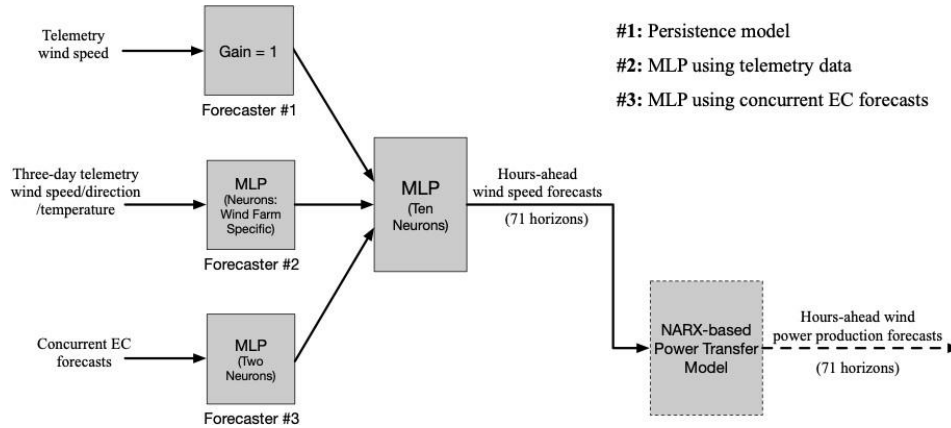 Telemetry
wind speed
Gain = 1
Forecaster #1
#1: Persistence model
#2: MLP using telemetry data
#3: MLP using concurrent EC forecasts
Three-day telemetry
wind speed/direction
/temperature
MLP
(Neurons:
Wind Farm
Specific)
Forecaster #2
MLP
(Ten
Neurons)
Hours-ahead
wind speed forecasts
(71 horizons)
Concurrent EC
forecasts
MLP
(Two
Neurons)
Forecaster #3
NARX-based
Power Transfer
Model
Hours-ahead wind
power production forecasts
(71 horizons)